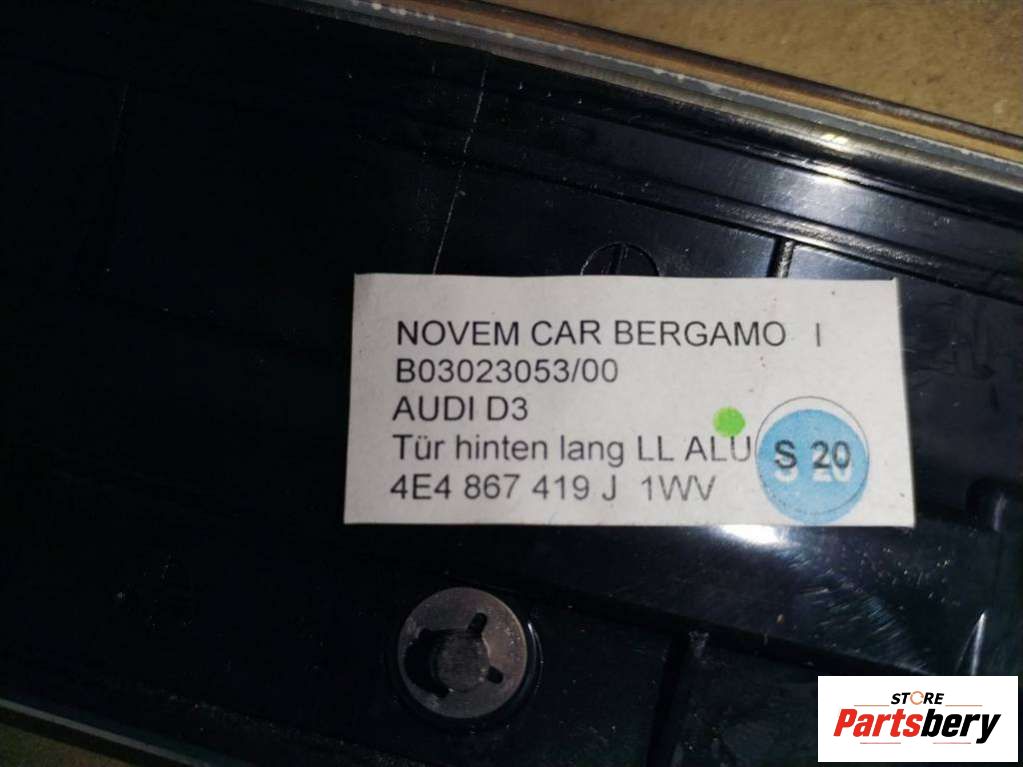 NOVEM CAR BERGAMO I
B03023053/00
AUDI D3
Tür hinten lang LL ALU
S 20
4E4 867 419 J 1WV
STORE
Partsbery